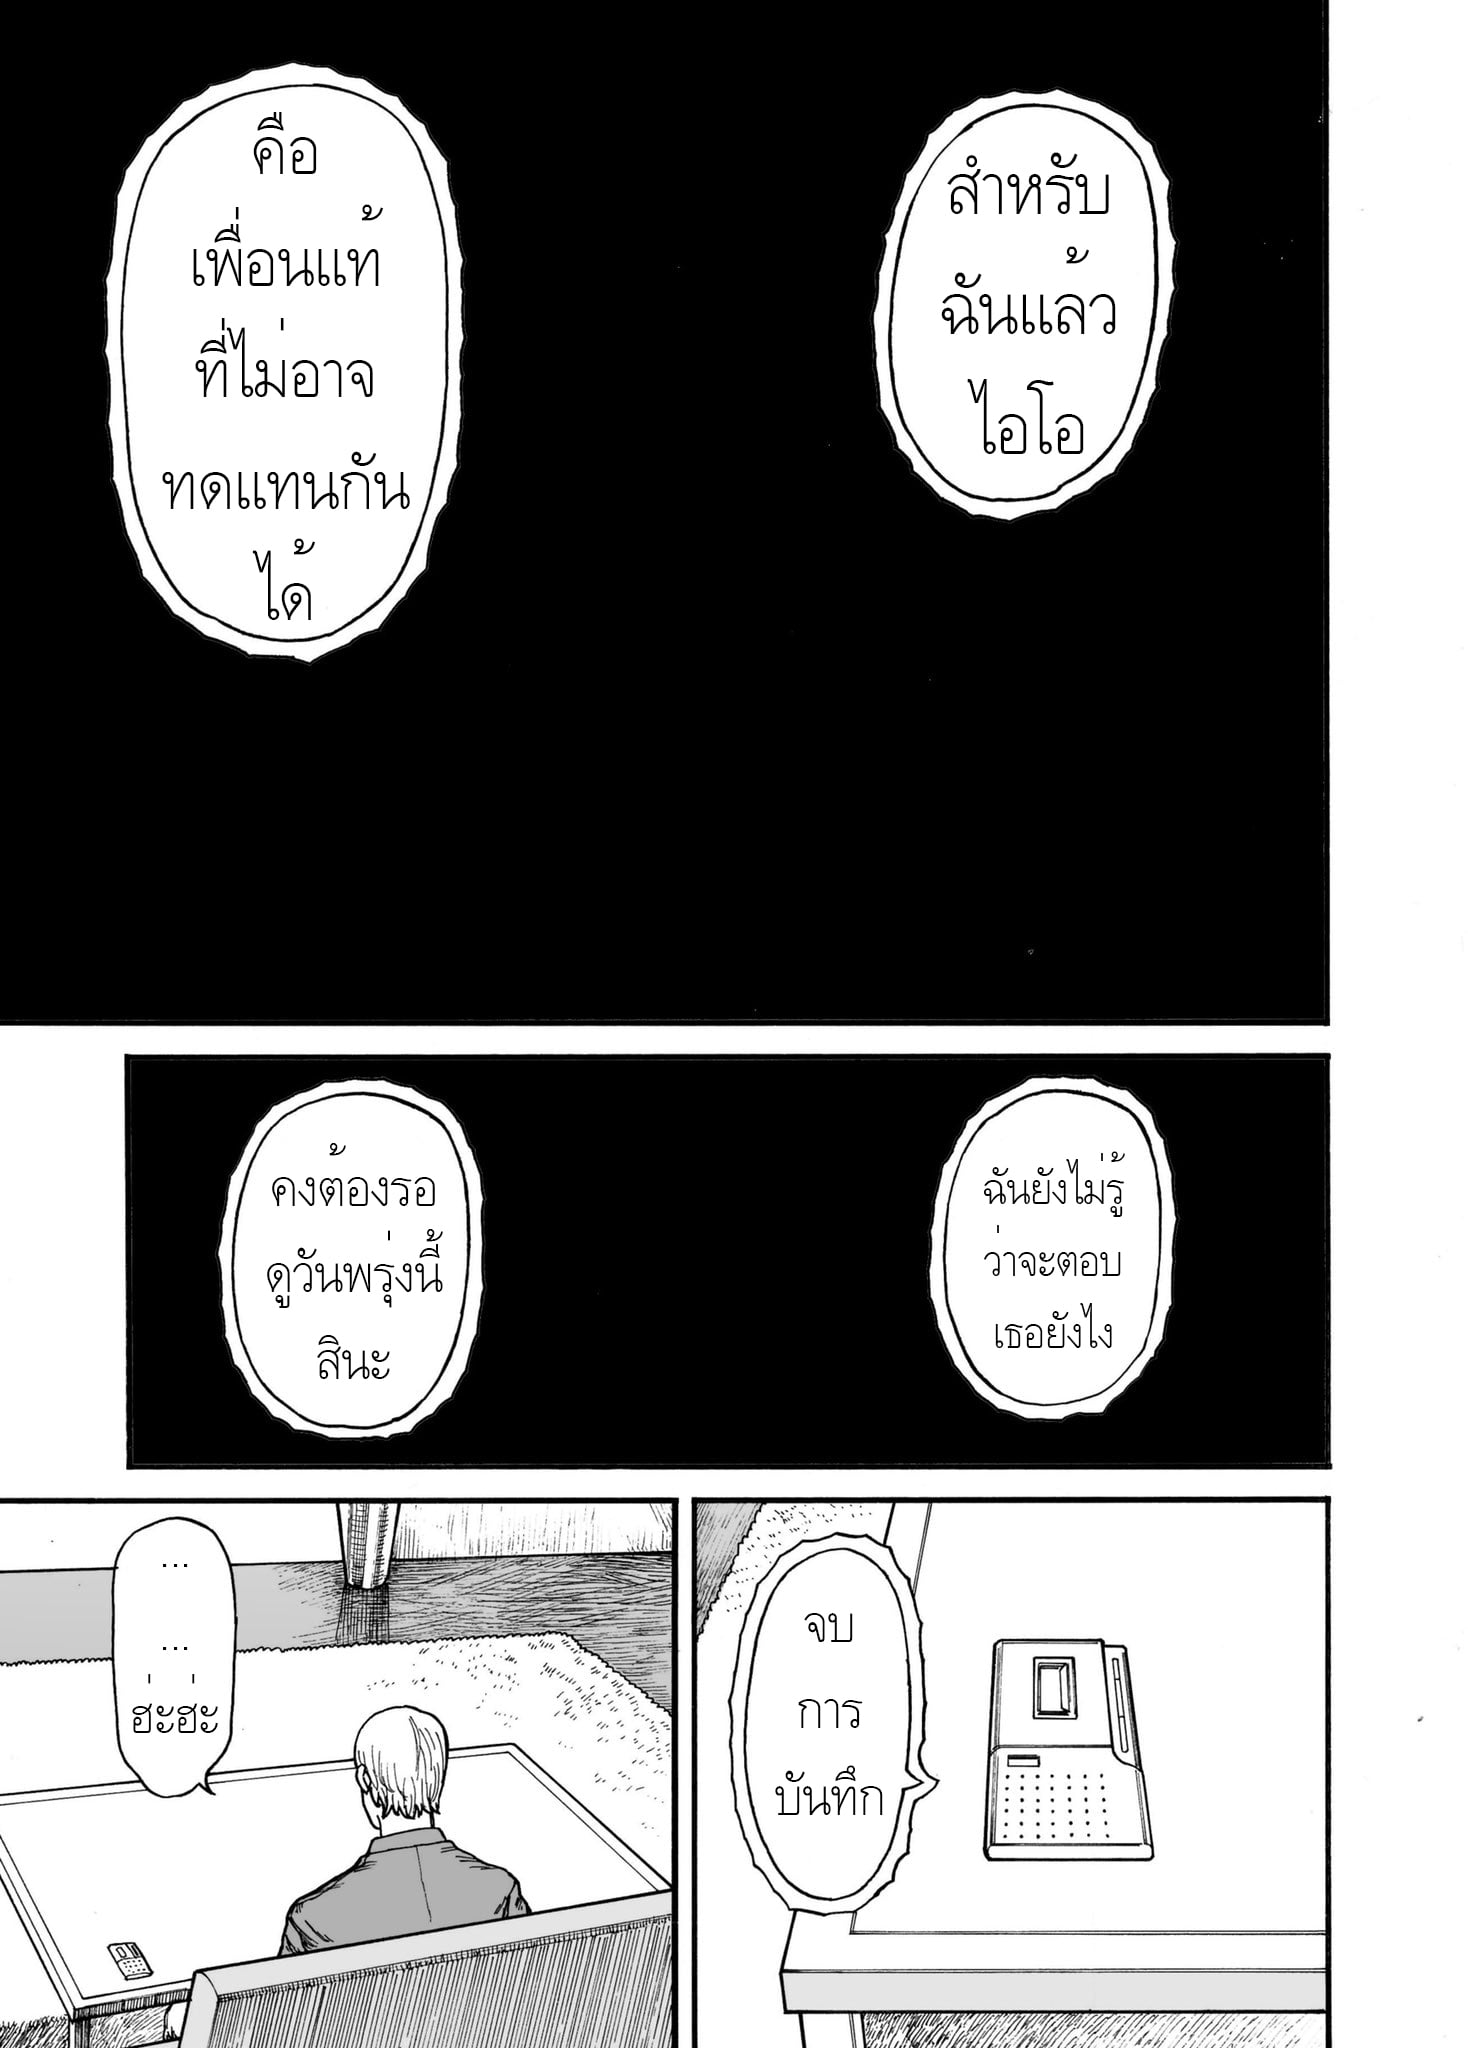 สำหรับ
ฉันแล้ว
ไอโอ
คือ
เพื่อนแท้
ที่ไม่อาจ
ทดแทนกัน
ได้
ฉันยังไม่รู้
ว่าจะตอบ
เธอยังไง
คงต้องรอ
ดูวันพรุ่งนี้
สินะ
จบ
การ
บันทึก
...
...
ฮ่ะฮ่ะ